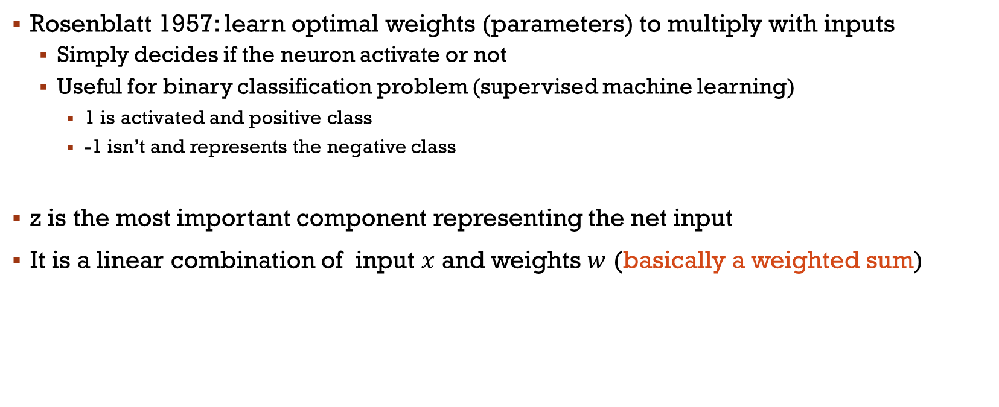 ▪ Rosenblatt 1957: learn optimal weights (parameters) to multiply with inputs
▪ Simply decides if the neuron activate or not
▪ Useful for binary classification problem (supervised machine learning)
▪ 1 is activated and positive class
▪ -1 isn’t and represents the negative class
▪ z is the most important component representing the net input
▪ It is a linear combination of input x and weights w (basically a weighted sum)